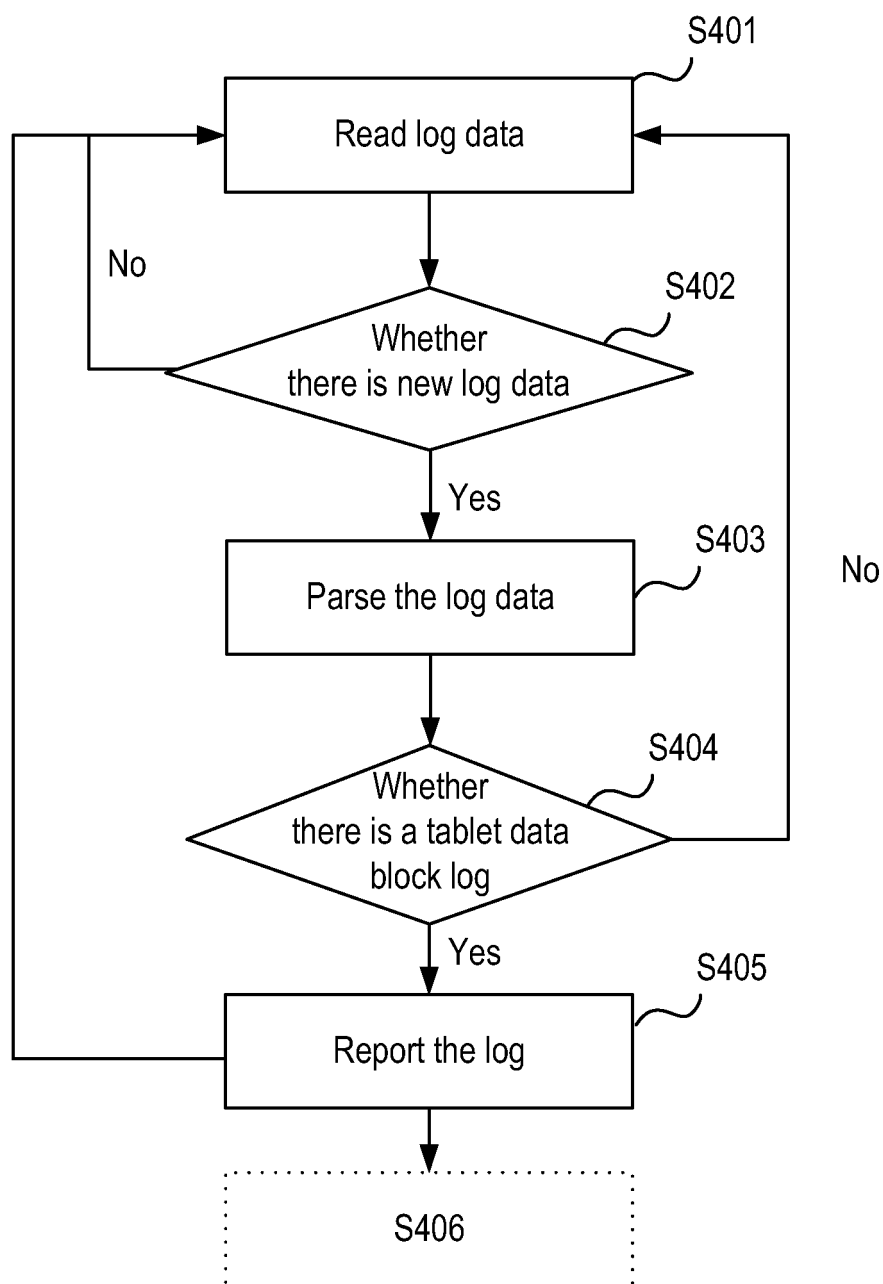 S401
Read log data
No
S402
Whether
there is new log data
Yes
S403
Parse the log data
No
S404
Whether
there is a tablet data
block log
Yes
S405
Report the log
S406